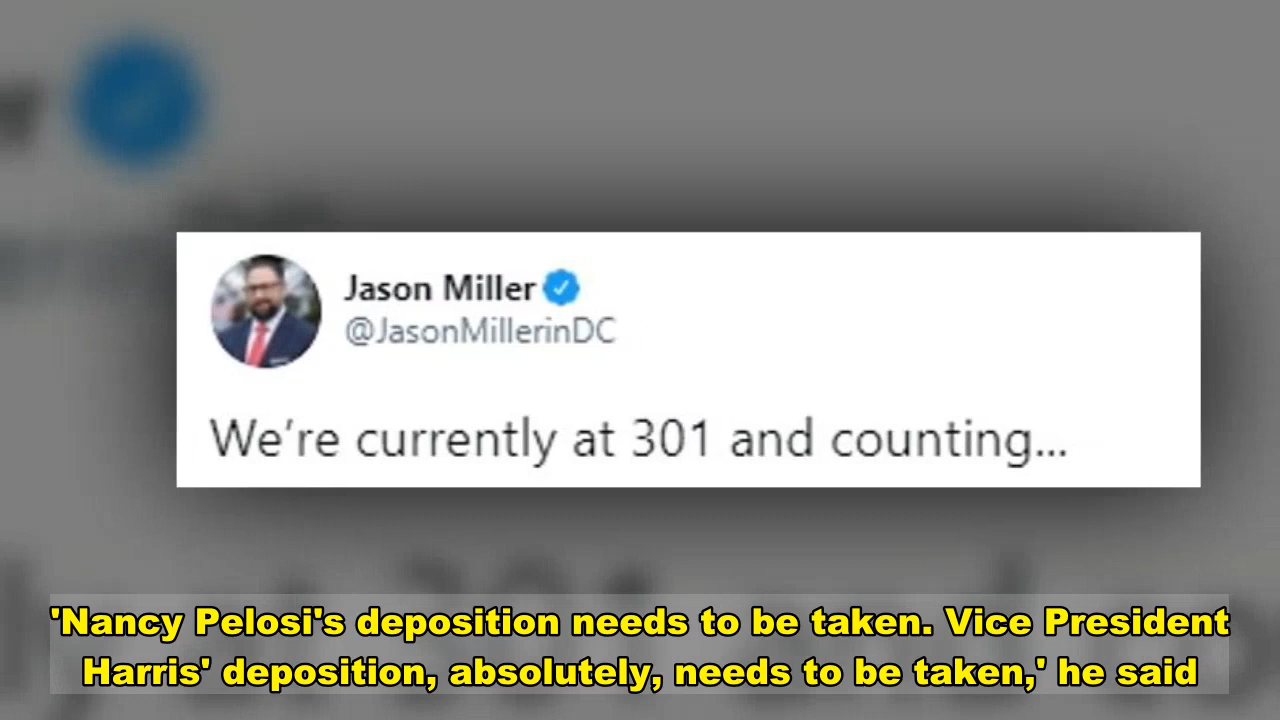 Jason Miller
@JasonMillerinDC
We’re currently at 301 and counting...
'Nancy Pelosi's deposition needs to be taken. Vice President
Harris' deposition, absolutely, needs to be taken,' he said